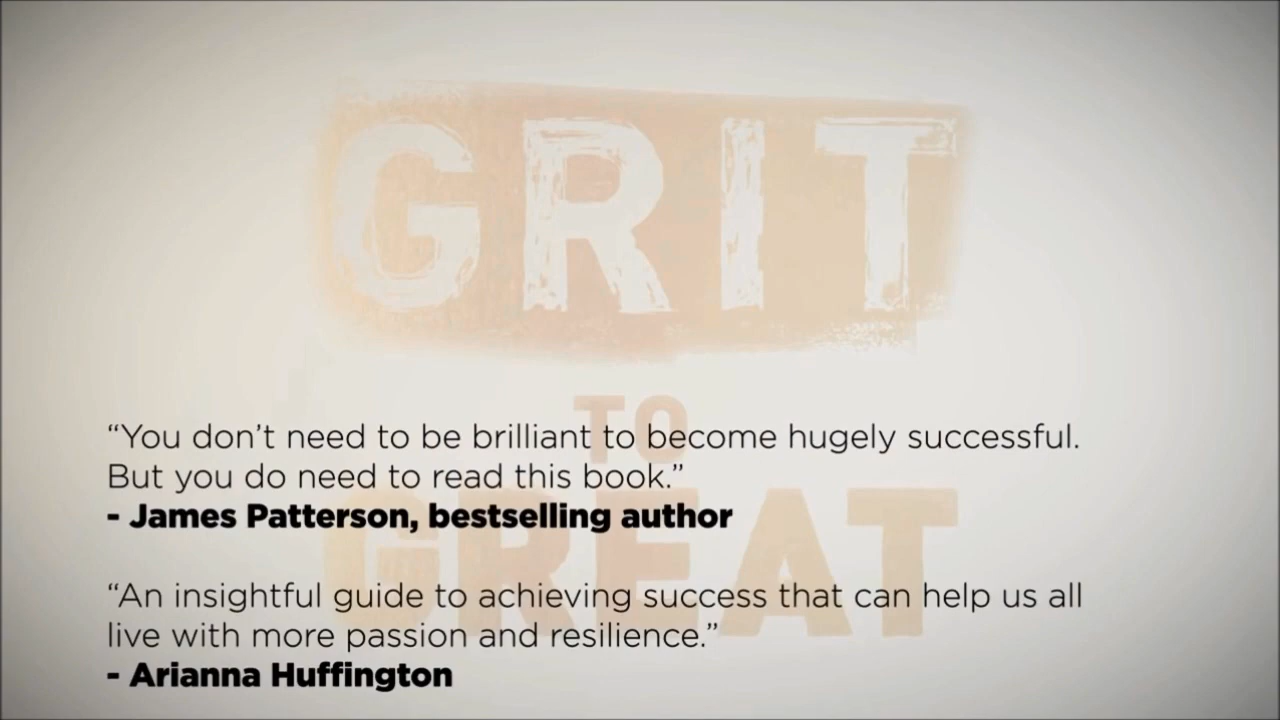 GRIT
TO
GREAT
“You don’t need to be brilliant to become hugely successful.
But you do need to read this book.”
- James Patterson, bestselling author
“An insightful guide to achieving success that can help us all
live with more passion and resilience.”
- Arianna Huffington